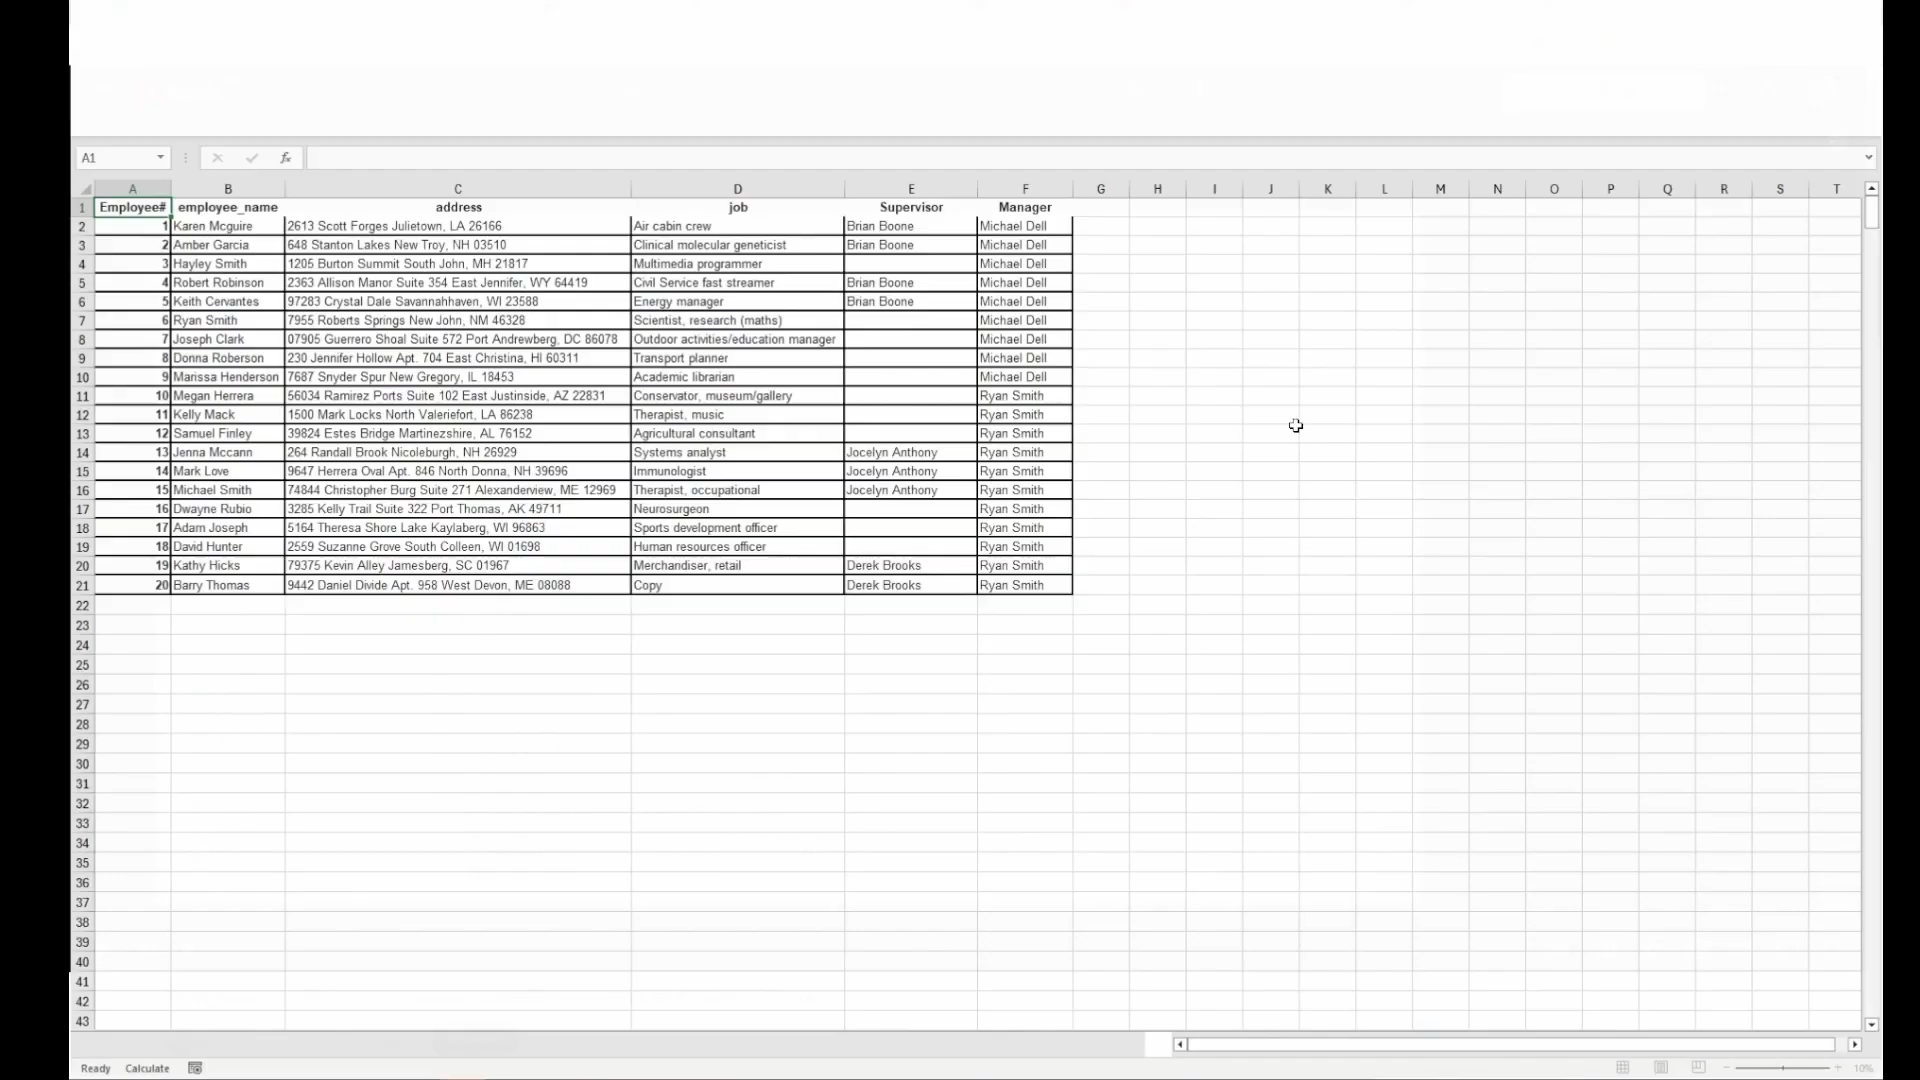 A1
fx
A B C D E F G H I J K L M N O P Q R S T
1 Employee# employee_name address job Supervisor Manager
2 1 Karen Mcguire 2613 Scott Forges Julietown, LA 26166 Air cabin crew Brian Boone Michael Dell
3 2 Amber Garcia 648 Stanton Lakes New Troy, NH 03510 Clinical molecular geneticist Brian Boone Michael Dell
4 3 Hayley Smith 1205 Burton Summit South John, MH 21817 Multimedia programmer Michael Dell
5 4 Robert Robinson 2363 Allison Manor Suite 354 East Jennifer, WY 64419 Civil Service fast streamer Brian Boone Michael Dell
6 5 Keith Cervantes 97283 Crystal Dale Savannahhaven, WI 23588 Energy manager Brian Boone Michael Dell
7 6 Ryan Smith 7955 Roberts Springs New John, NM 46328 Scientist, research (maths) Michael Dell
8 7 Joseph Clark 07905 Guerrero Shoal Suite 572 Port Andrewberg, DC 86078 Outdoor activities/education manager Michael Dell
9 8 Donna Roberson 230 Jennifer Hollow Apt. 704 East Christina, HI 60311 Transport planner Michael Dell
10 9 Marissa Henderson 7687 Snyder Spur New Gregory, IL 18453 Academic librarian Michael Dell
11 10 Megan Herrera 56034 Ramirez Ports Suite 102 East Justinside, AZ 22831 Conservator, museum/gallery Ryan Smith
12 11 Kelly Mack 1500 Mark Locks North Valeriefort, LA 86238 Therapist, music Ryan Smith
13 12 Samuel Finley 39824 Estes Bridge Martinezshire, AL 76152 Agricultural consultant Ryan Smith
14 13 Jenna Mccann 264 Randall Brook Nicoleburgh, NH 26929 Systems analyst Jocelyn Anthony Ryan Smith
15 14 Mark Love 9647 Herrera Oval Apt. 846 North Donna, NH 39696 Immunologist Jocelyn Anthony Ryan Smith
16 15 Michael Smith 74844 Christopher Burg Suite 271 Alexanderview, ME 12969 Therapist, occupational Jocelyn Anthony Ryan Smith
17 16 Dwayne Rubio 3285 Kelly Trail Suite 322 Port Thomas, AK 49711 Neurosurgeon Ryan Smith
18 17 Adam Joseph 5164 Theresa Shore Lake Kaylaberg, WI 96863 Sports development officer Ryan Smith
19 18 David Hunter 2559 Suzanne Grove South Colleen, WI 01698 Human resources officer Ryan Smith
20 19 Kathy Hicks 79375 Kevin Alley Jamesberg, SC 01967 Merchandiser, retail Derek Brooks Ryan Smith
21 20 Barry Thomas 9442 Daniel Divide Apt. 958 West Devon, ME 08088 Copy Derek Brooks Ryan Smith
22
23
24
25
26
27
28
29
30
31
32
33
34
35
36
37
38
39
40
41
42
43
Ready Calculate 10%